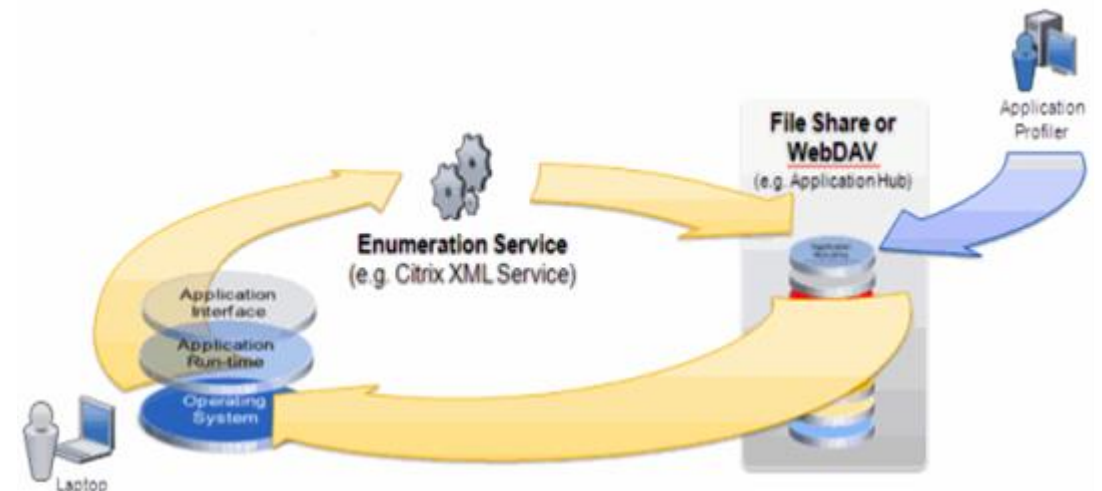 Application
Profiler
File Share or
WebDAV
(e.g. Application Hub)
Enumeration Service
(e.g. Citrix XML Service)
Application
Interface
Application
Run-time
Operating
System
Laptop